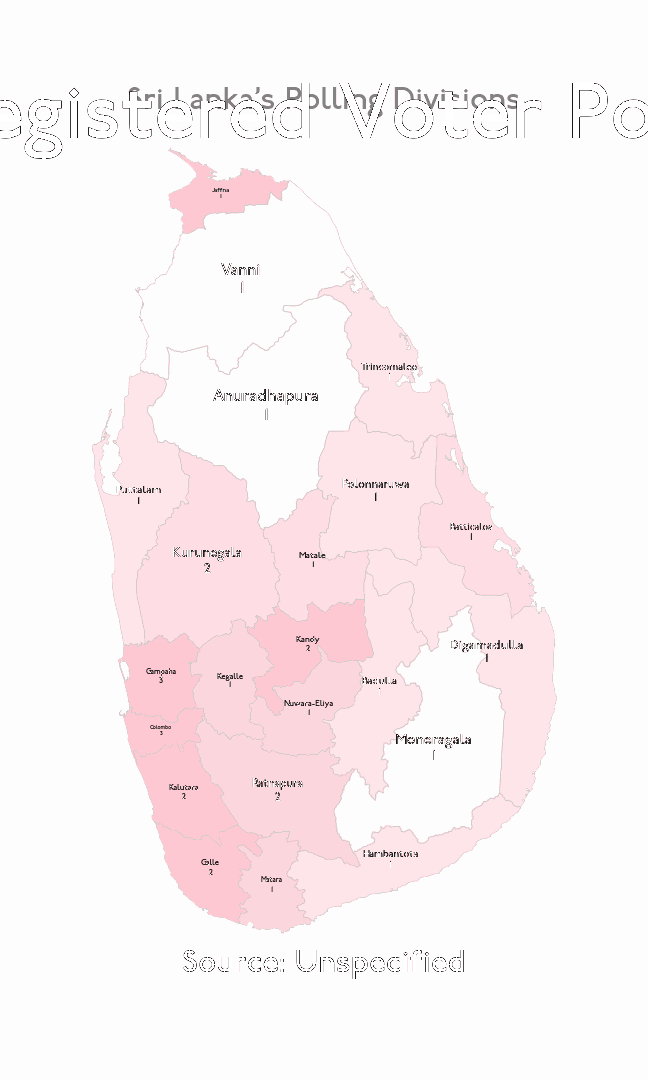 Sri Lanka's Polling Divisions
egistered Voter Po
Jaffna
1
Vanni
1
Trincomalee
Anuradhapura
1
Puttalam
1
Polonnaruwa
1
Batticaloa
1
Kurunegala
2
Matale
1
Kandy
2
Digamadulla
1
Gampaha
3
Kegalle
1
Badulla
Nuwara-Eliya
1
Colombo
3
Moneragala
1
Kalutara
2
Ratnapura
2
Galle
2
Matara
1
Hambantota
Source: Unspecified